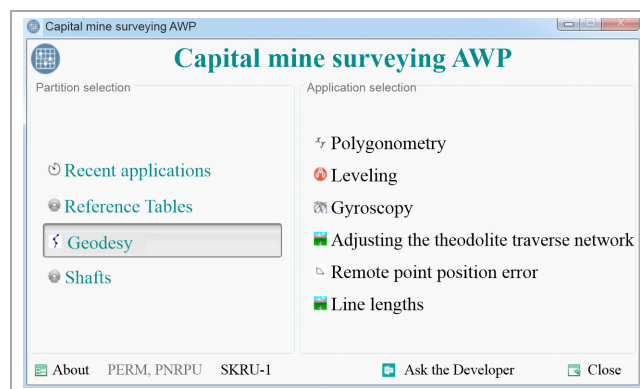 Capital mine surveying AWP
Capital mine surveying AWP
Partition selection
Recent applications
Reference Tables
Geodesy
Shafts
Application selection
Polygonometry
Leveling
Gyroscopy
Adjusting the theodolite traverse network
Remote point position error
Line lengths
About PERM, PNRPU SKRU-1 Ask the Developer Close